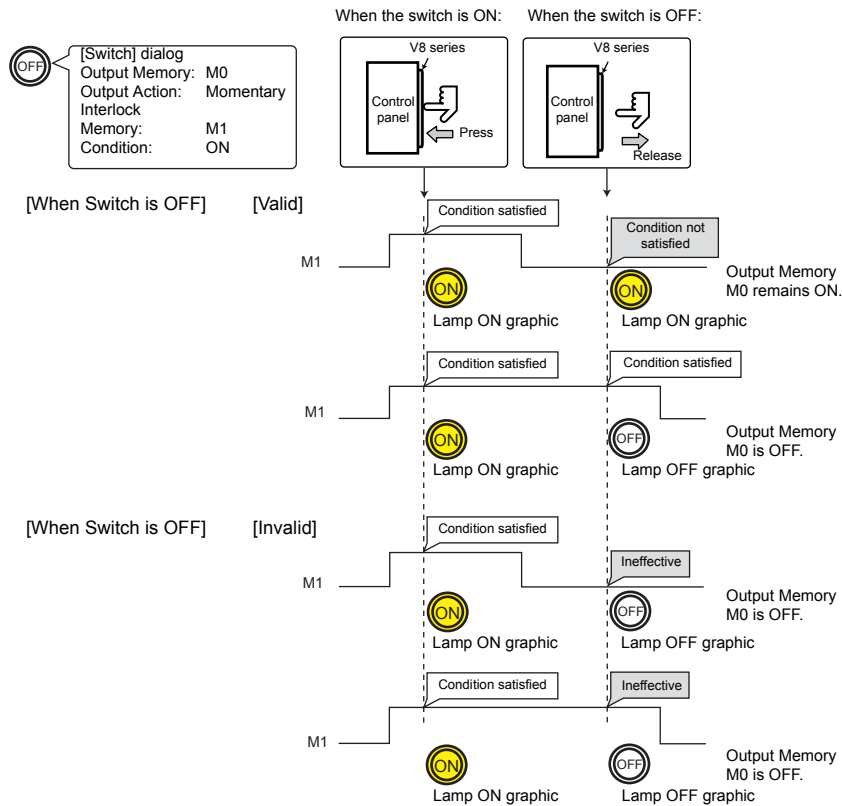 When the switch is ON: When the switch is OFF:
OFF
[Switch] dialog
Output Memory: M0
Output Action: Momentary
Interlock
Memory: M1
Condition: ON
V8 series
Control
panel
Press
V8 series
Control
panel
Release
[When Switch is OFF] [Valid]
Condition satisfied
Condition not
satisfied
M1
ON
ON
Output Memory
M0 remains ON.
Lamp ON graphic
Lamp ON graphic
Condition satisfied
Condition satisfied
M1
ON
OFF
Output Memory
M0 is OFF.
Lamp ON graphic
Lamp OFF graphic
[When Switch is OFF] [Invalid]
Condition satisfied
Ineffective
M1
ON
OFF
Output Memory
M0 is OFF.
Lamp ON graphic
Lamp OFF graphic
Condition satisfied
Ineffective
M1
ON
OFF
Output Memory
M0 is OFF.
Lamp ON graphic
Lamp OFF graphic